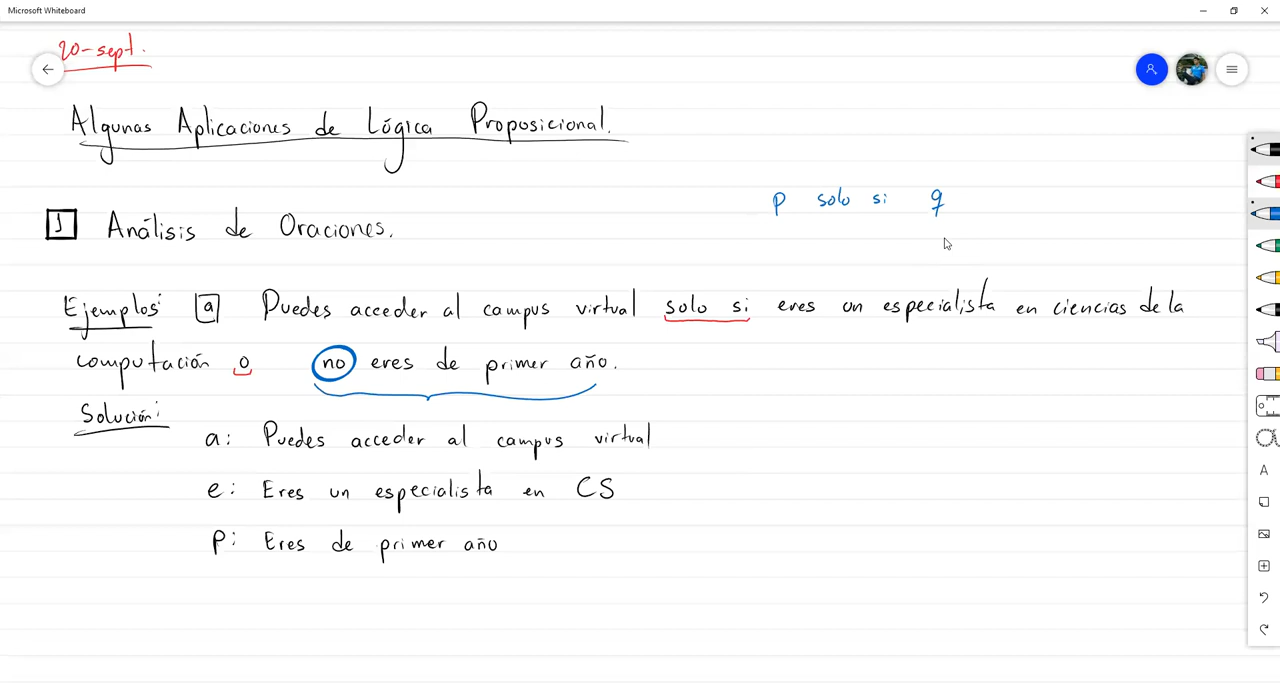 Microsoft Whiteboard
20-sept.
Algunas Aplicaciones de Lógica Proposicional.
p solo si q
1 Análisis de Oraciones.
Ejemplos: a Puedes acceder al campus virtual solo si eres un especialista en ciencias de la
computación o no eres de primer año.
Solución:
a: Puedes acceder al campus virtual
e: Eres un especialista en CS
p: Eres de primer año
A